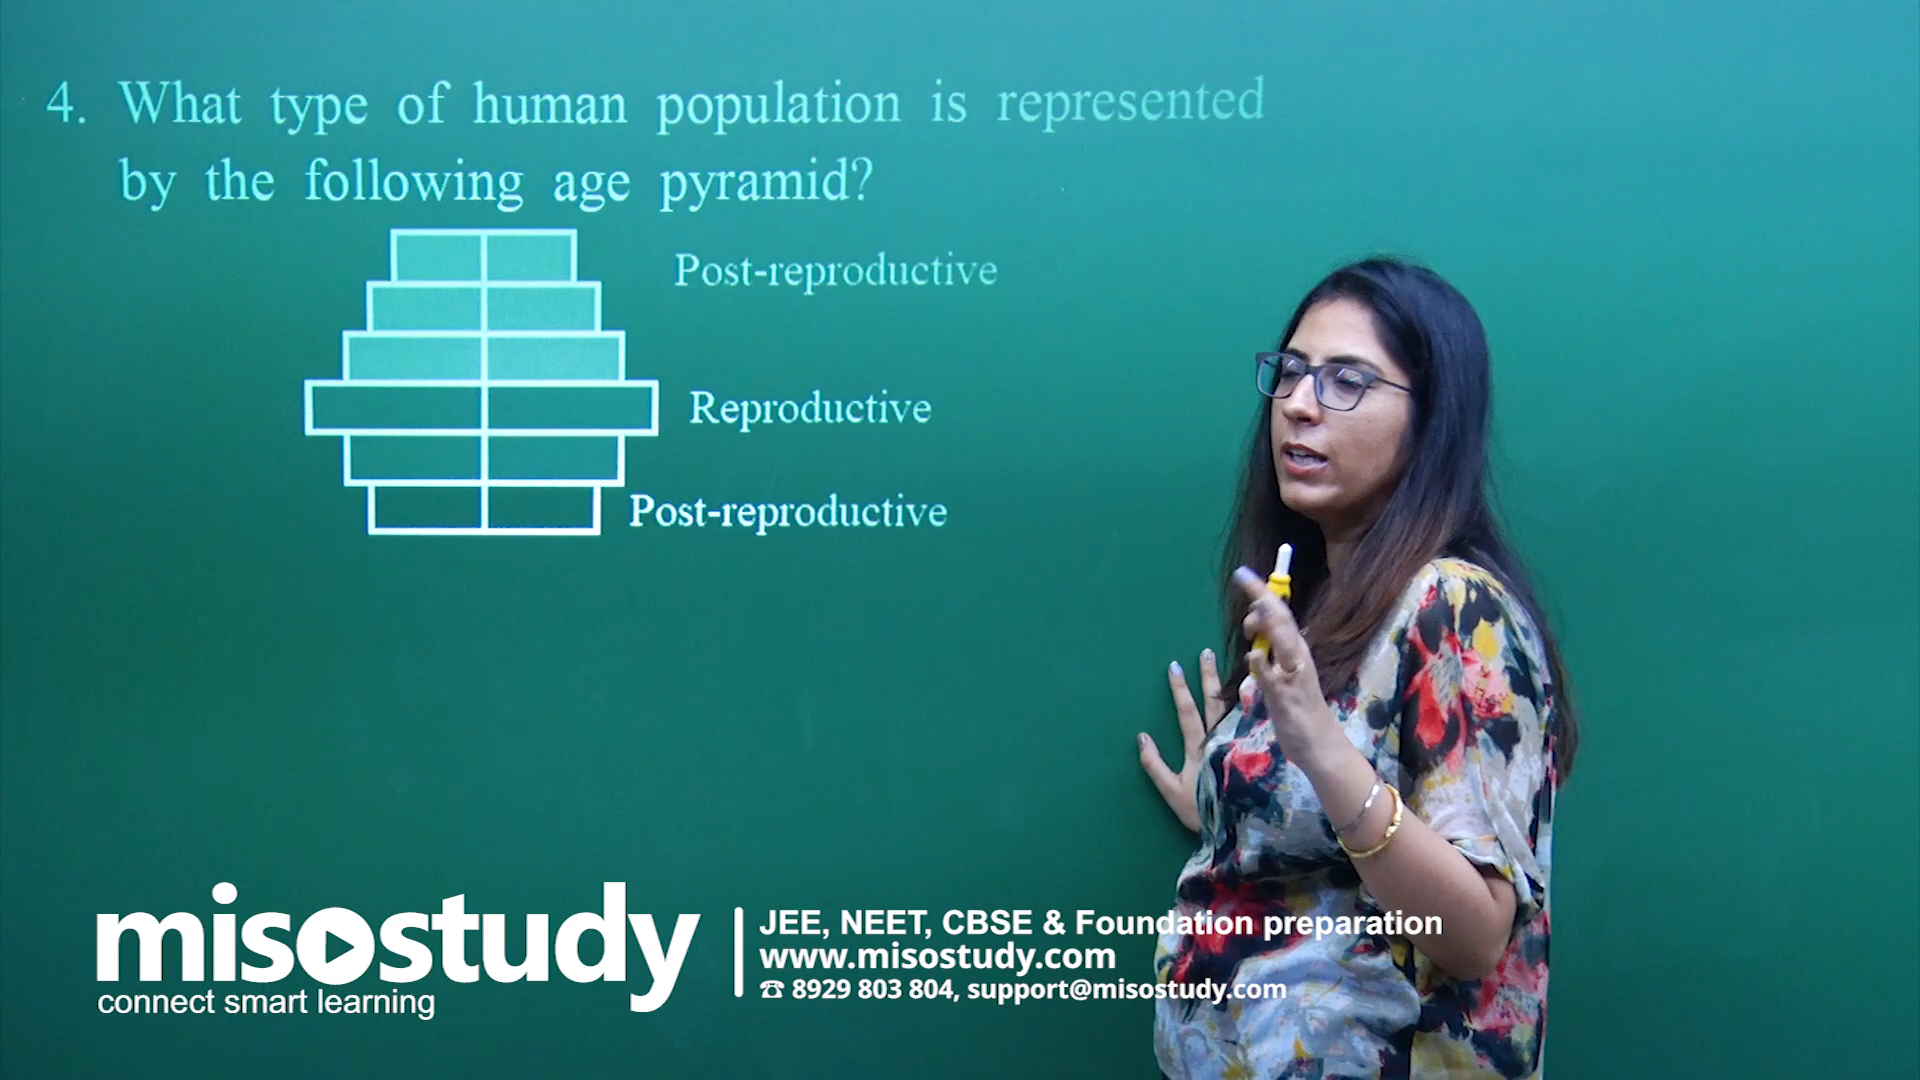 4. What type of human population is represented
by the following age pyramid?
Post-reproductive
Reproductive
Post-reproductive
misostudy
connect smart learning
JEE, NEET, CBSE & Foundation preparation
www.misostudy.com
☎ 8929 803 804, support@misostudy.com